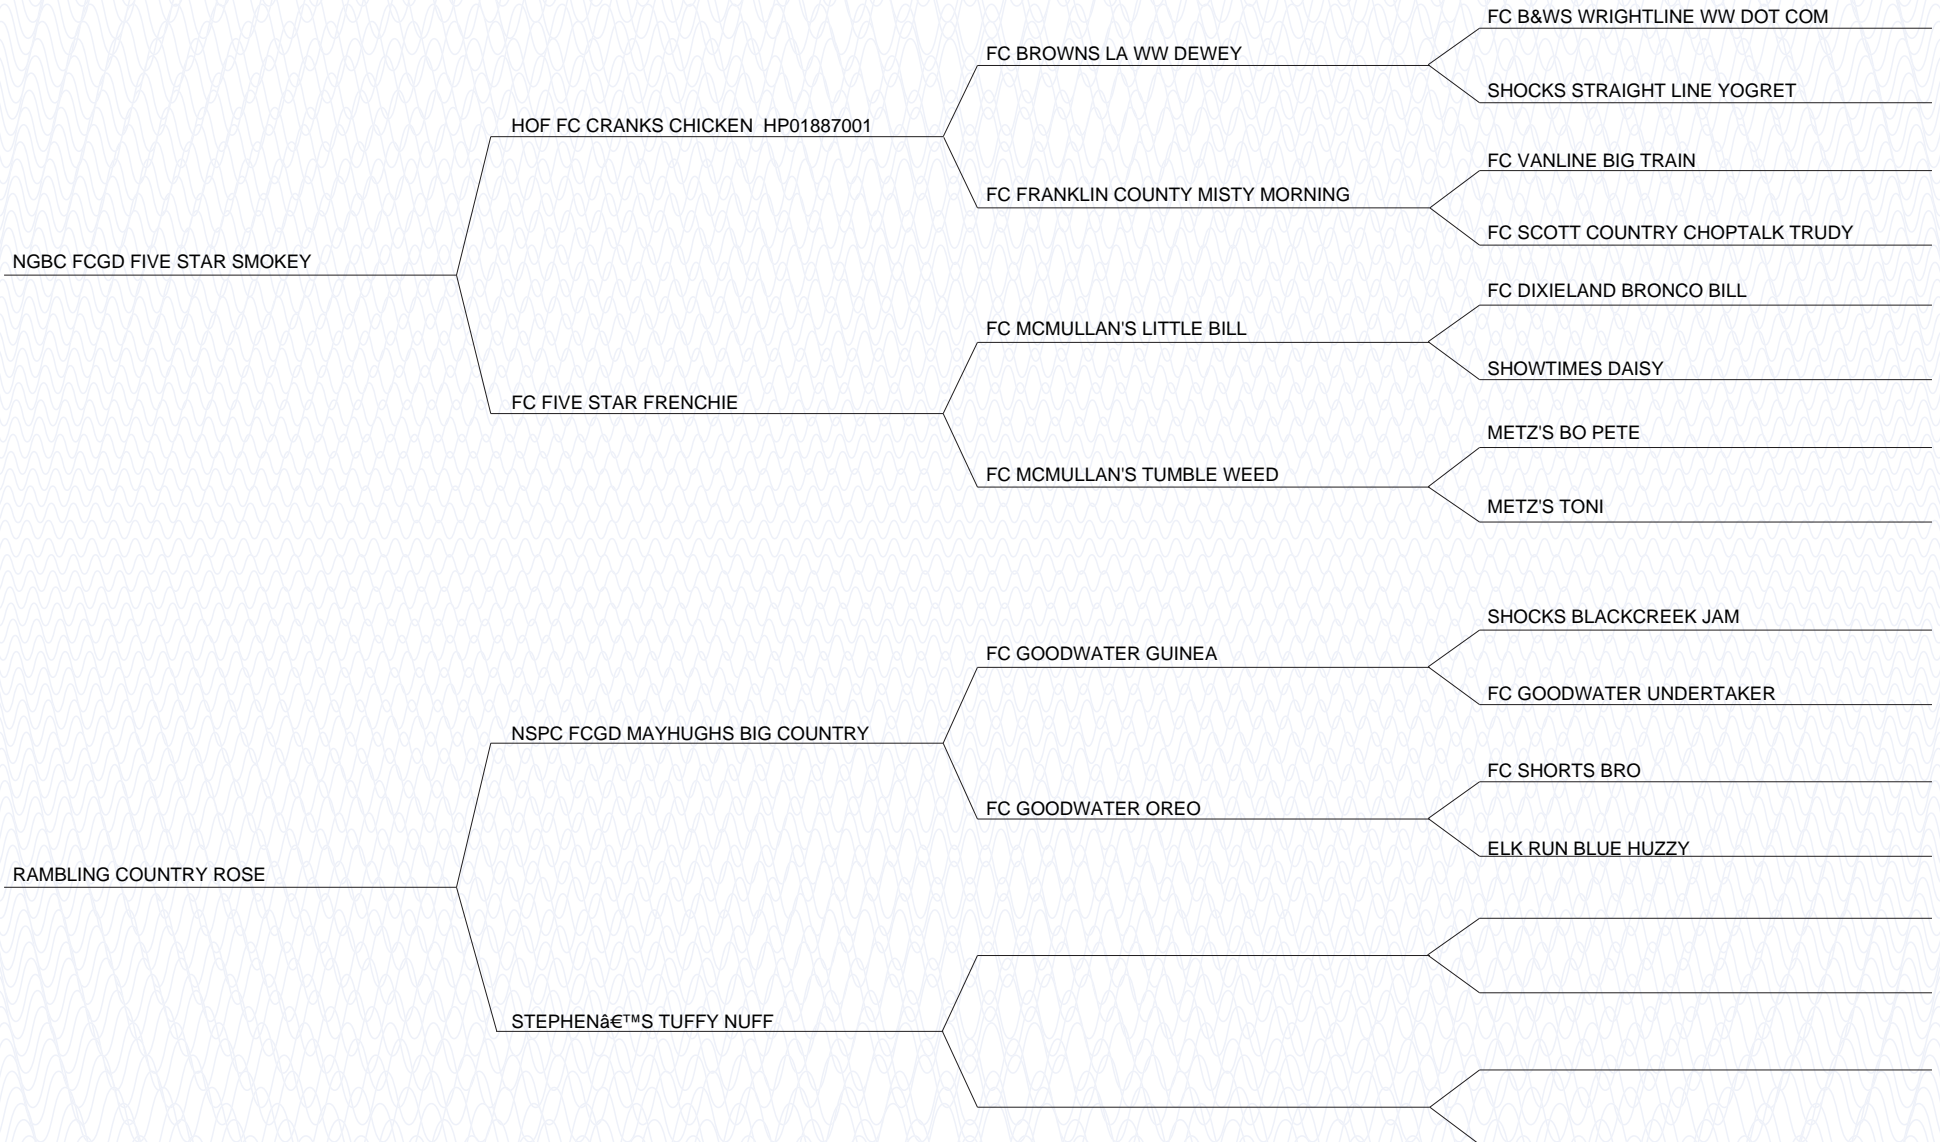 FC B&WS WRIGHTLINE WW DOT COM
FC BROWNS LA WW DEWEY
SHOCKS STRAIGHT LINE YOGRET
HOF FC CRANKS CHICKEN  HP01887001
FC VANLINE BIG TRAIN
FC FRANKLIN COUNTY MISTY MORNING
FC SCOTT COUNTRY CHOPTALK TRUDY
NGBC FCGD FIVE STAR SMOKEY
FC DIXIELAND BRONCO BILL
FC MCMULLAN'S LITTLE BILL
SHOWTIMES DAISY
FC FIVE STAR FRENCHIE
METZ'S BO PETE
FC MCMULLAN'S TUMBLE WEED
METZ'S TONI
SHOCKS BLACKCREEK JAM
FC GOODWATER GUINEA
FC GOODWATER UNDERTAKER
NSPC FCGD MAYHUGHS BIG COUNTRY
FC SHORTS BRO
FC GOODWATER OREO
ELK RUN BLUE HUZZY
RAMBLING COUNTRY ROSE
STEPHENâ€™S TUFFY NUFF